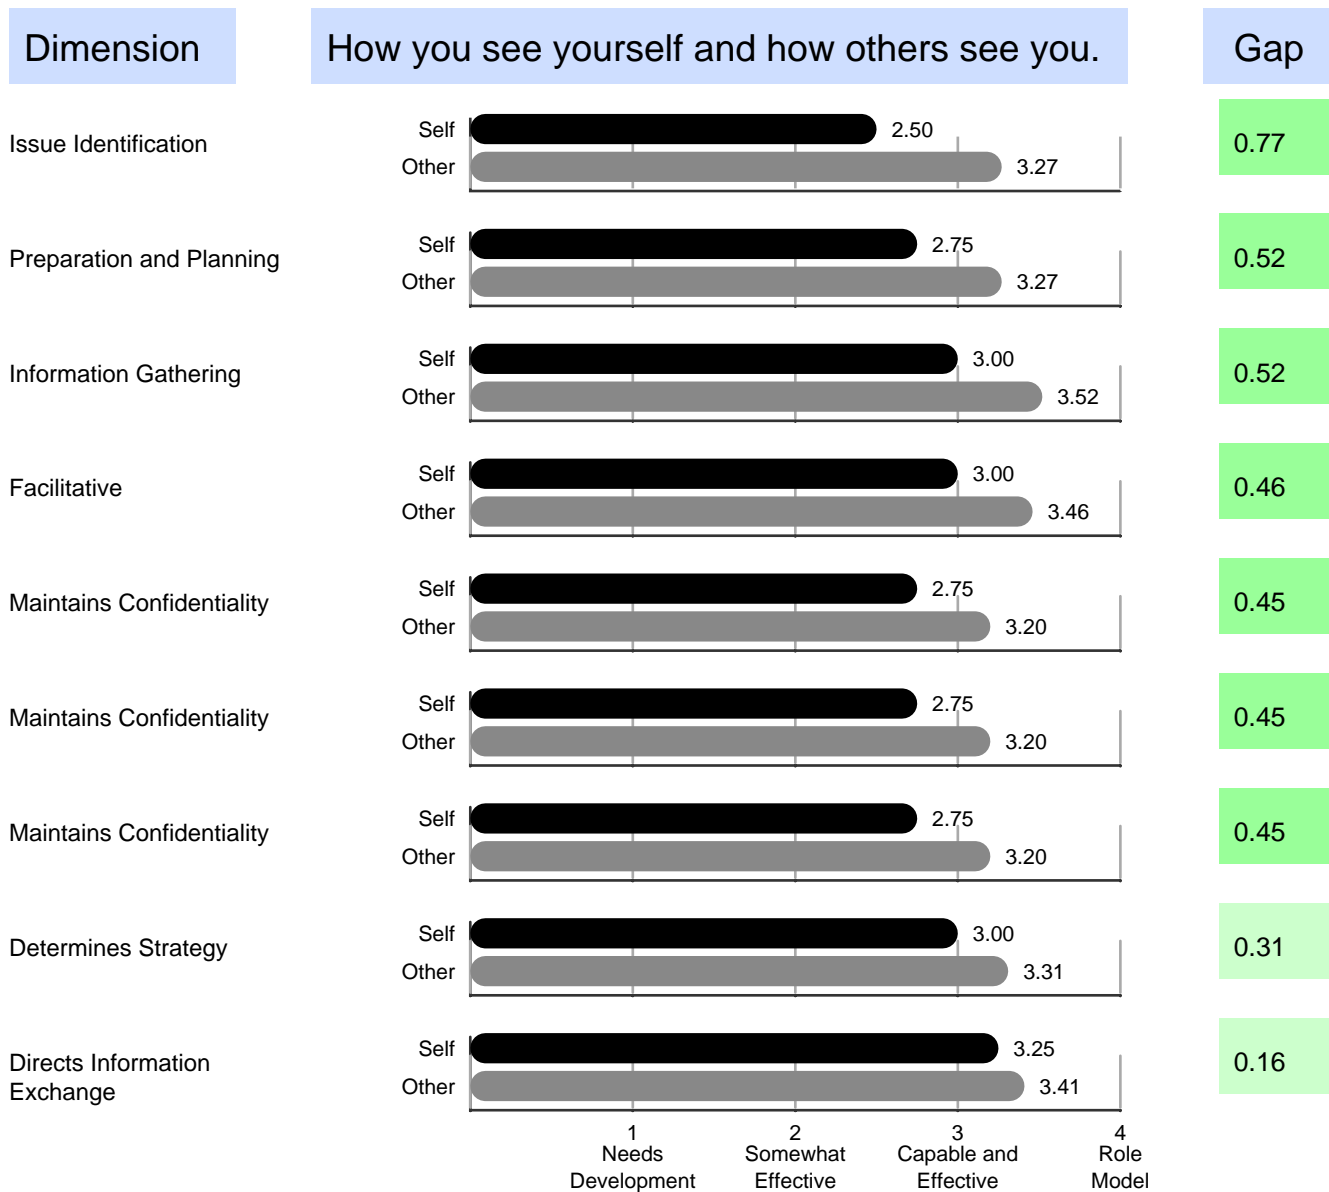 Dimension
How you see yourself and how others see you.
Gap
Issue Identification
Self
2.50
Other
3.27
0.77
Preparation and Planning
Self
2.75
Other
3.27
0.52
Information Gathering
Self
3.00
Other
3.52
0.52
Facilitative
Self
3.00
Other
3.46
0.46
Maintains Confidentiality
Self
2.75
Other
3.20
0.45
Maintains Confidentiality
Self
2.75
Other
3.20
0.45
Maintains Confidentiality
Self
2.75
Other
3.20
0.45
Determines Strategy
Self
3.00
Other
3.31
0.31
Directs Information
Exchange
Self
3.25
Other
3.41
0.16
1
Needs
Development
2
Somewhat
Effective
3
Capable and
Effective
4
Role
Model